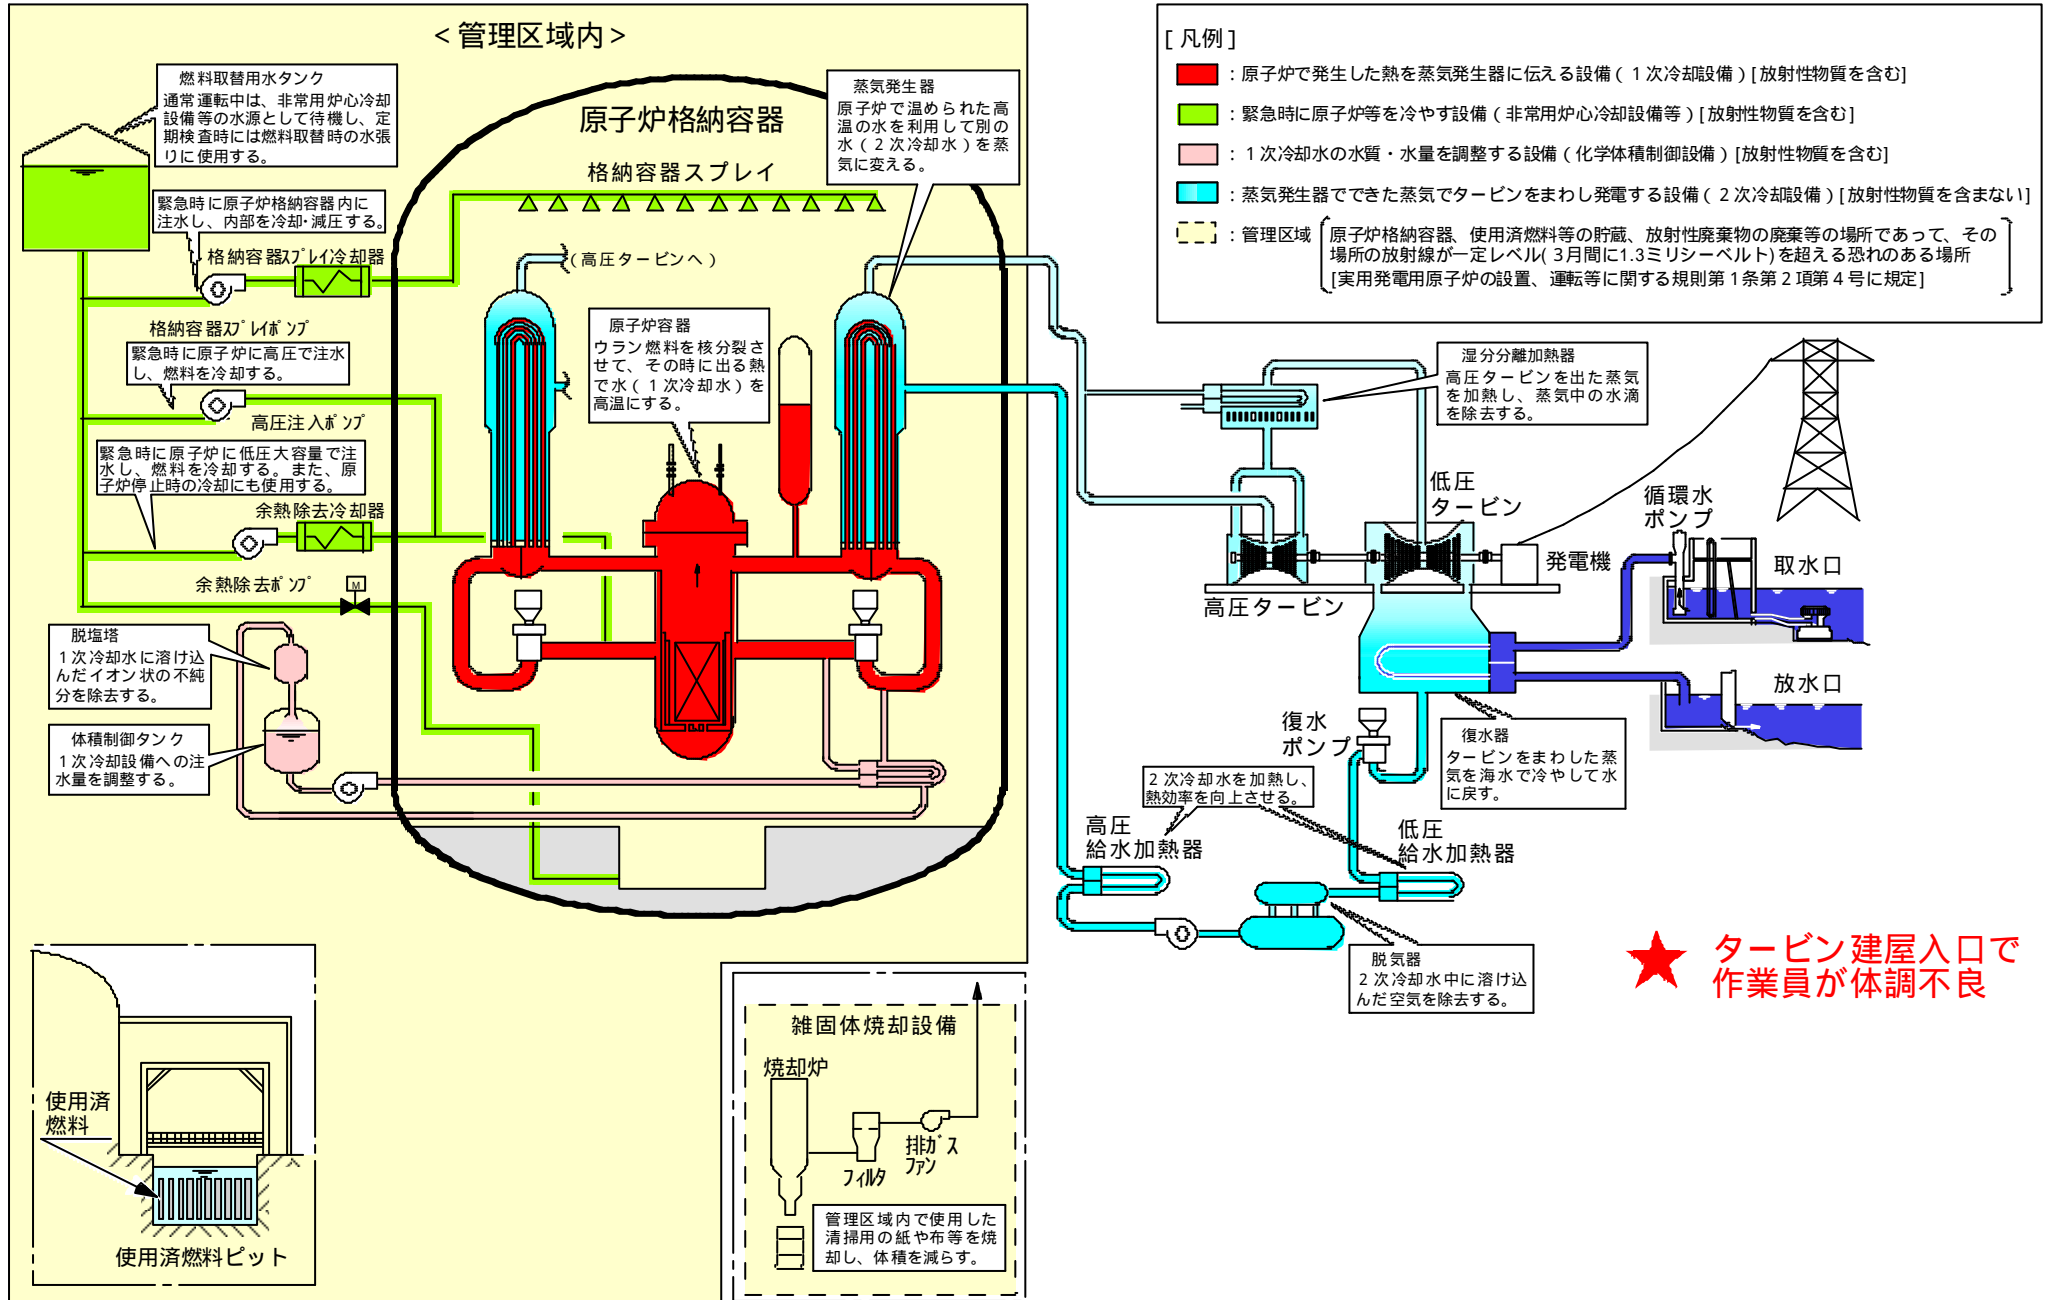 ＜管理区域内＞
燃料取替用水タンク
通常運転中は、非常用炉心冷却
設備等の水源として待機し、定
期検査時には燃料取替時の水張
りに使用する。
緊急時に原子炉格納容器内に
注水し、内部を冷却・減圧する。
格納容器ｽﾌﾟﾚｲ冷却器
格納容器ｽﾌﾟﾚｲﾎﾟﾝﾌﾟ
緊急時に原子炉に高圧で注水
し、燃料を冷却する。
高圧注入ﾎﾟﾝﾌﾟ
緊急時に原子炉に低圧大容量で注
水し、燃料を冷却する。また、原
子炉停止時の冷却にも使用する。
余熱除去冷却器
余熱除去ﾎﾟﾝﾌﾟ
M
脱塩塔
１次冷却水に溶け込
んだイオン状の不純
分を除去する。
体積制御タンク
１次冷却設備への注
水量を調整する。
原子炉格納容器
格納容器スプレイ
蒸気発生器
原子炉で温められた高
温の水を利用して別の
水（２次冷却水）を蒸
気に変える。
（高圧タービンへ）
原子炉容器
ウラン燃料を核分裂さ
せて、その時に出る熱
で水（１次冷却水）を
高温にする。
[凡例]
：原子炉で発生した熱を蒸気発生器に伝える設備（１次冷却設備）[放射性物質を含む]
：緊急時に原子炉等を冷やす設備（非常用炉心冷却設備等）[放射性物質を含む]
：１次冷却水の水質・水量を調整する設備（化学体積制御設備）[放射性物質を含む]
：蒸気発生器でできた蒸気でタービンをまわし発電する設備（２次冷却設備）[放射性物質を含まない]
：管理区域
原子炉格納容器、使用済燃料等の貯蔵、放射性廃棄物の廃棄等の場所であって、その
場所の放射線が一定レベル(３月間に1.3ミリシーベルト)を超える恐れのある場所
[実用発電用原子炉の設置、運転等に関する規則第１条第２項第４号に規定]
湿分分離加熱器
高圧タービンを出た蒸気
を加熱し、蒸気中の水滴
を除去する。
低圧
タービン
高圧タービン
発電機
循環水
ポンプ
取水口
放水口
復水
ポンプ
復水器
タービンをまわした蒸
気を海水で冷やして水
に戻す。
２次冷却水を加熱し、
熱効率を向上させる。
高圧
給水加熱器
低圧
給水加熱器
脱気器
２次冷却水中に溶け込
んだ空気を除去する。
タービン建屋入口で
作業員が体調不良
使用済
燃料
使用済燃料ピット
雑固体焼却設備
焼却炉
ﾌｨﾙﾀ
排ｶﾞｽ
ﾌｧﾝ
管理区域内で使用した
清掃用の紙や布等を焼
却し、体積を減らす。